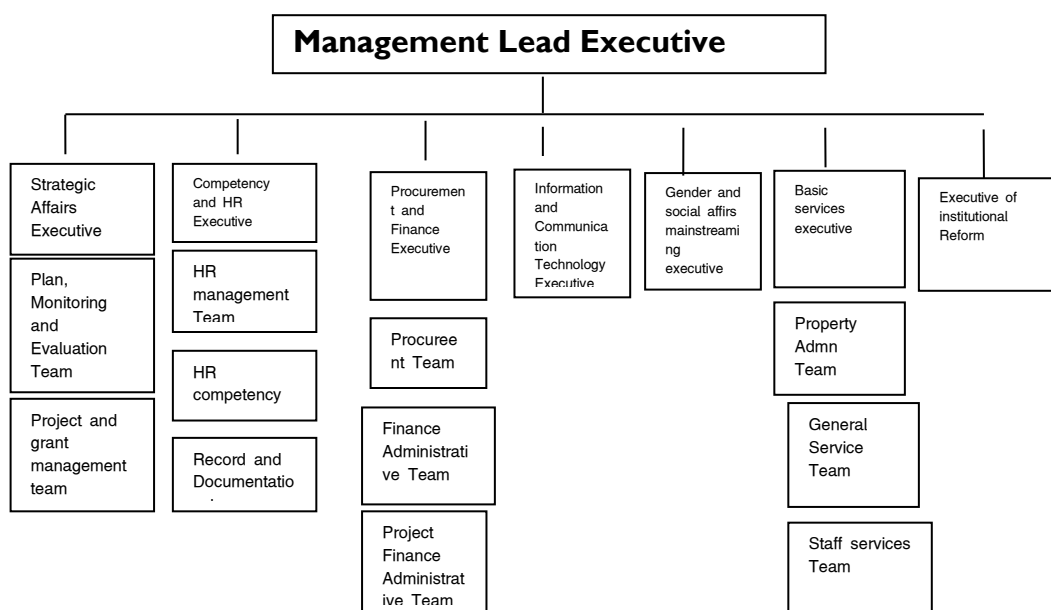 Management Lead Executive
Strategic
Affairs
Executive
Plan,
Monitoring
and
Evaluation
Team
Project and
grant
management
team
Competency
and HR
Executive
HR
management
Team
HR
competency
Record and
Documentatio
Procuremen
t and
Finance
Executive
Procuree
nt Team
Finance
Administrati
ve Team
Project
Finance
Administrat
ive Team
Information
and
Communica
tion
Technology
Executive
Gender and
social affirs
mainstreami
ng
executive
Basic
services
executive
Property
Admn
Team
General
Service
Team
Staff services
Team
Executive of
institutional
Reform